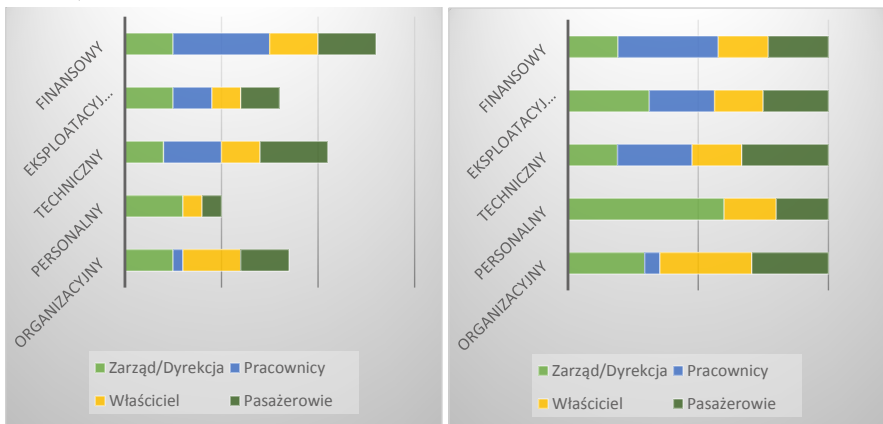 FINANSOWY
EKSPLOATACYJ...
TECHNICZNY
PERSONALNY
ORGANIZACYJNY
Zarząd/Dyrekcja
Pracownicy
Właściciel
Pasażerowie
FINANSOWY
EKSPLOATACYJ...
TECHNICZNY
PERSONALNY
ORGANIZACYJNY
Zarząd/Dyrekcja
Pracownicy
Właściciel
Pasażerowie